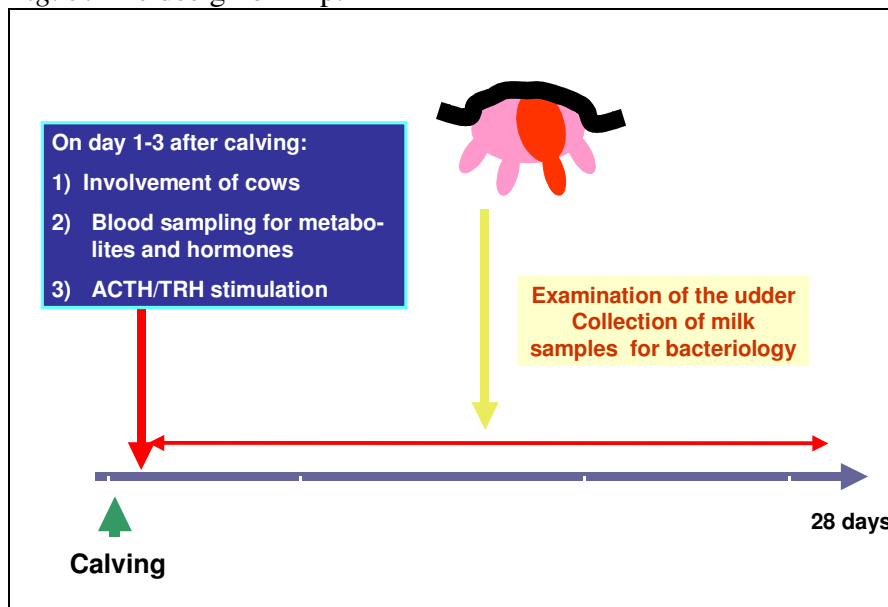 On day 1-3 after calving:
1) Involvement of cows
2) Blood sampling for metabo-
lites and hormones
3) ACTH/TRH stimulation
Examination of the udder
Collection of milk
samples for bacteriology
28 days
Calving